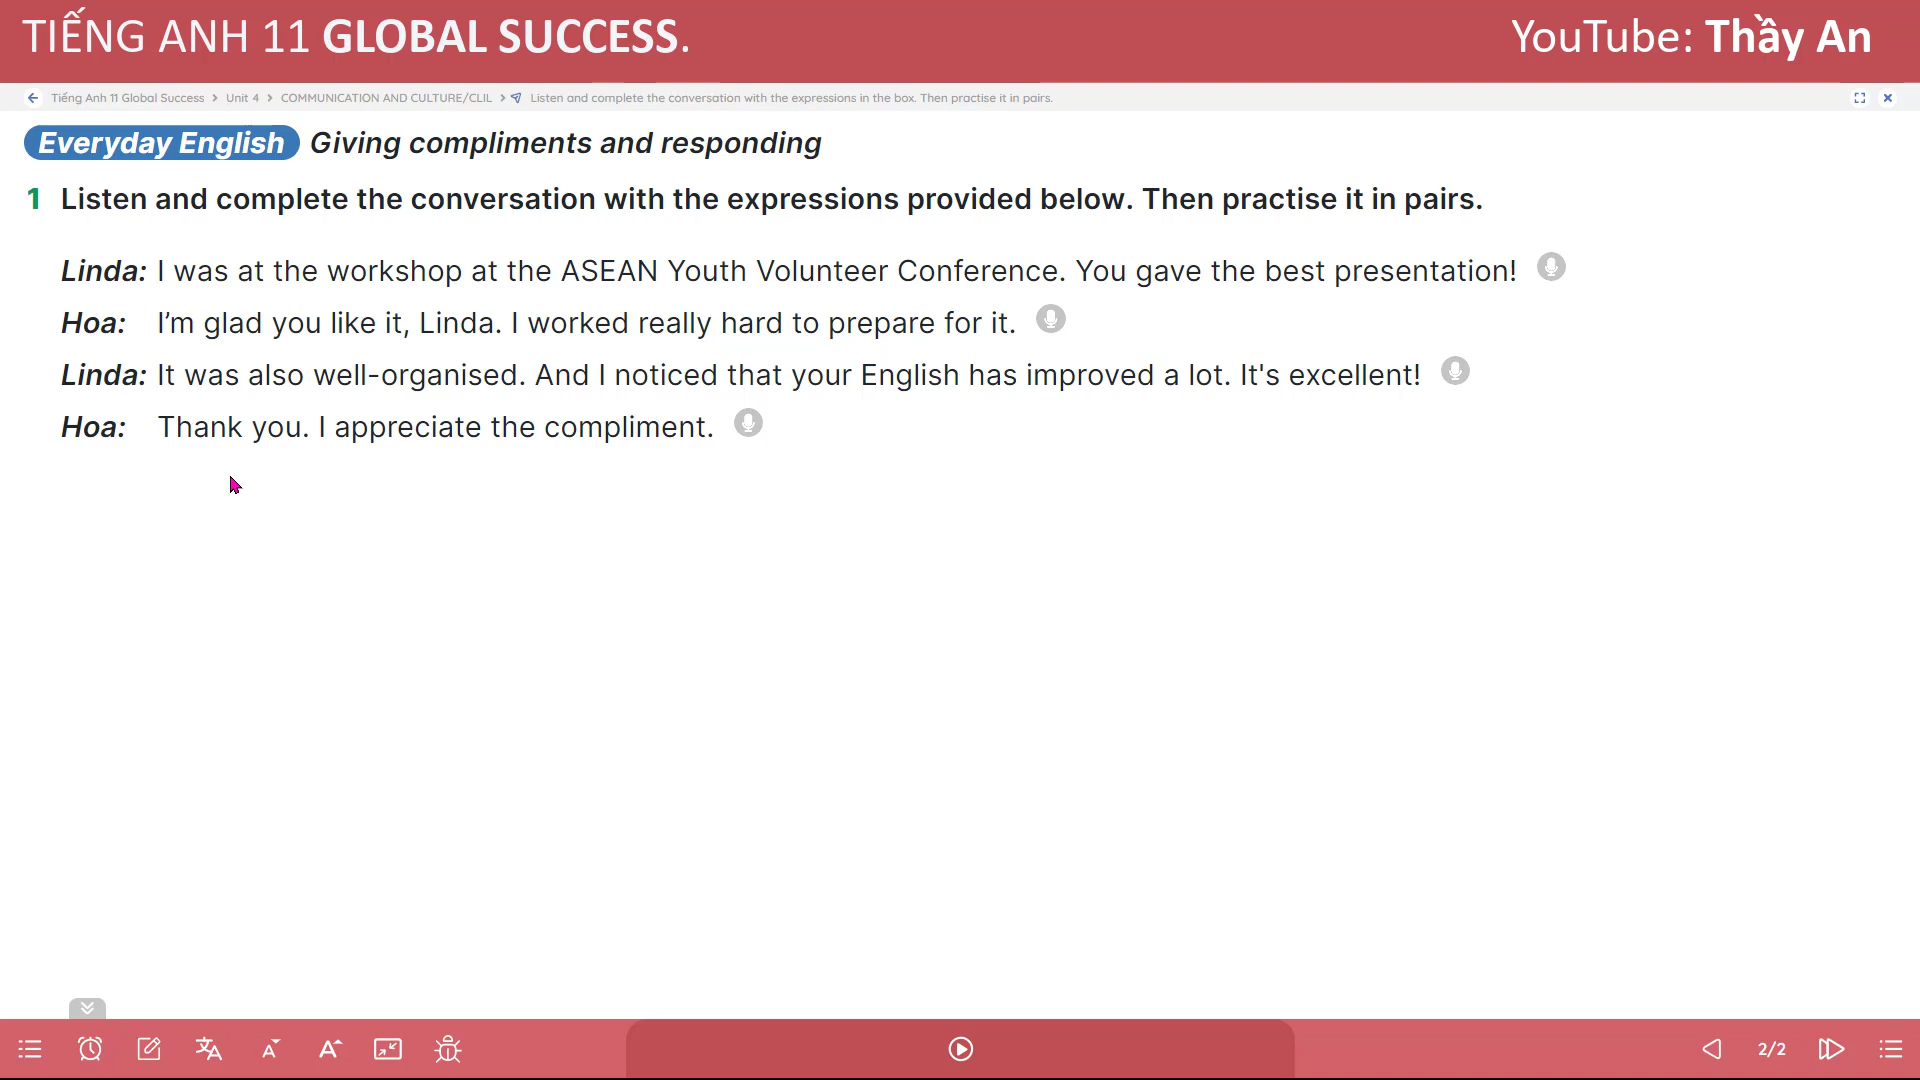 TIẾNG ANH 11 GLOBAL SUCCESS.
YouTube: Thầy An
Tiếng Anh 11 Global Success > Unit 4 > COMMUNICATION AND CULTURE/CLIL > Listen and complete the conversation with the expressions in the box. Then practise it in pairs.
Everyday English Giving compliments and responding
1 Listen and complete the conversation with the expressions provided below. Then practise it in pairs.
Linda: I was at the workshop at the ASEAN Youth Volunteer Conference. You gave the best presentation!
Hoa: I’m glad you like it, Linda. I worked really hard to prepare for it.
Linda: It was also well-organised. And I noticed that your English has improved a lot. It's excellent!
Hoa: Thank you. I appreciate the compliment.
2/2